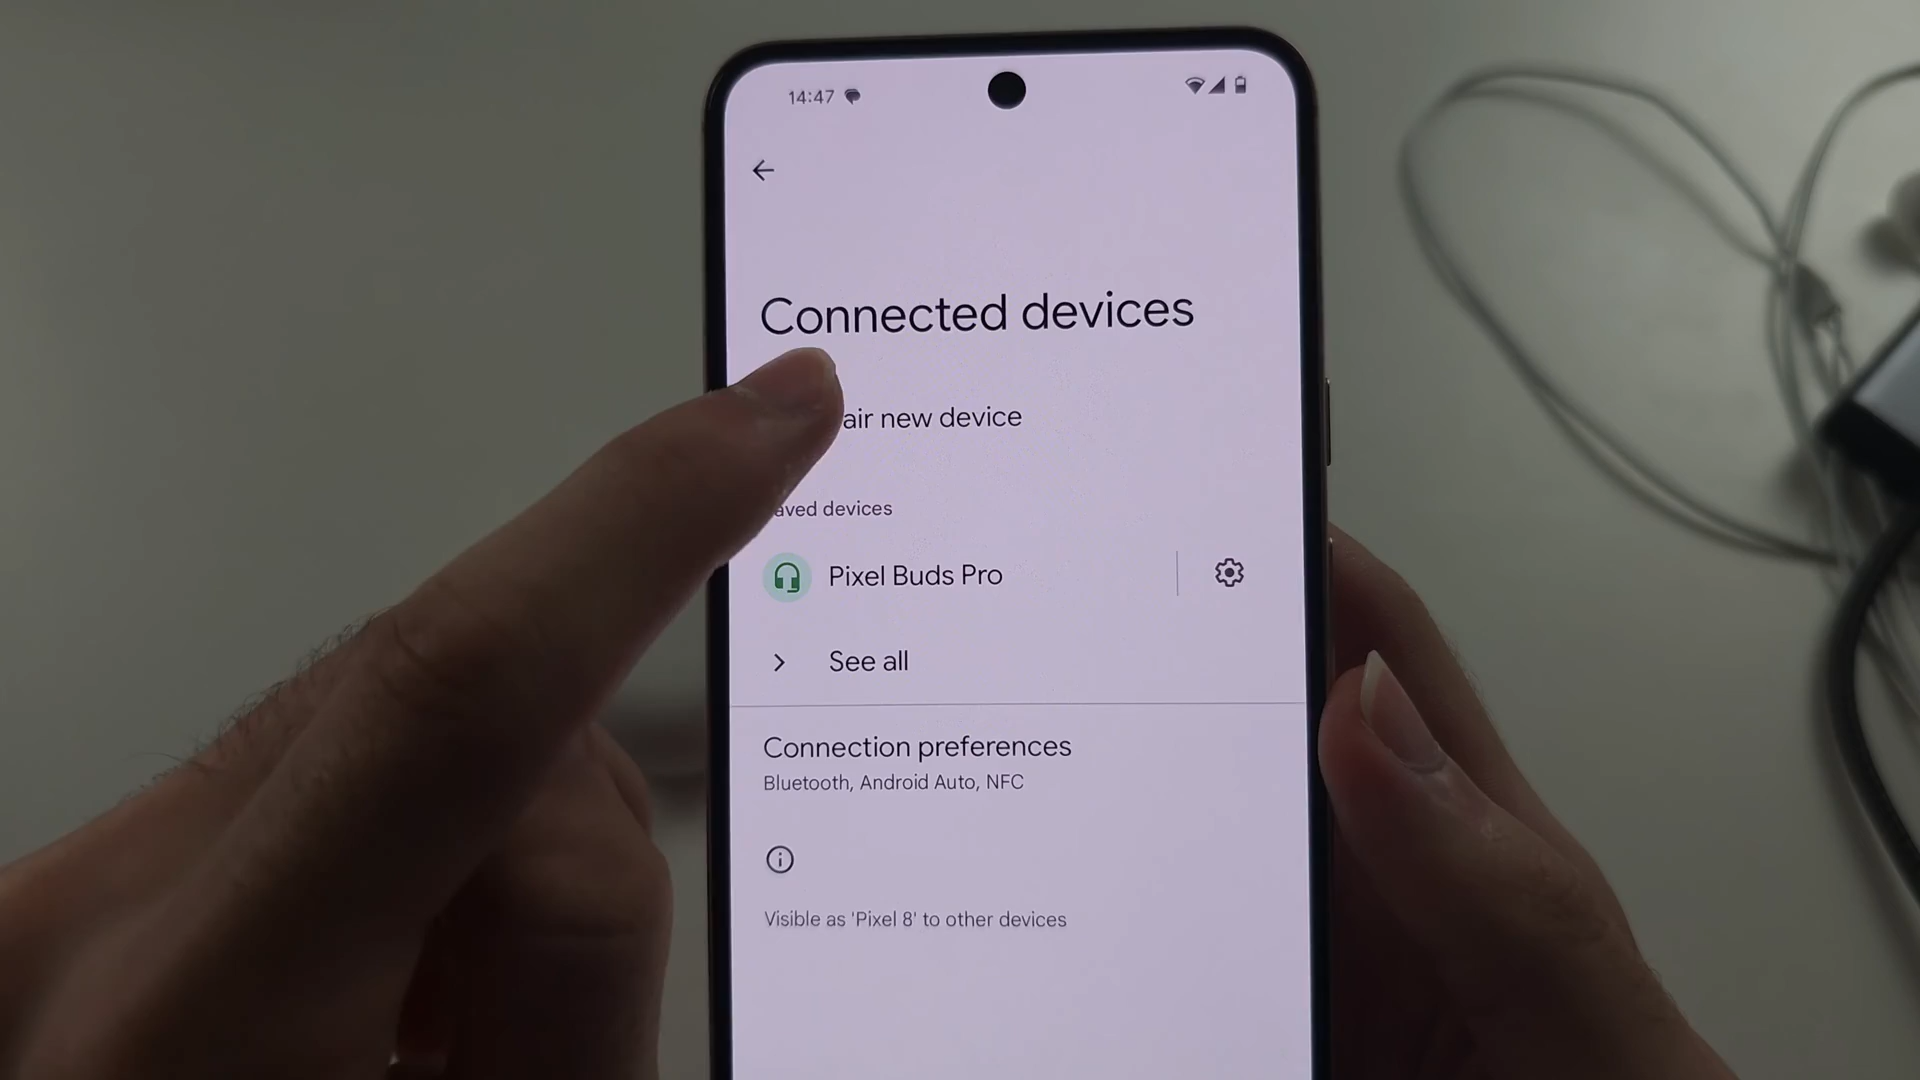 14:47
Connected devices
air new device
aved devices
Pixel Buds Pro
See all
Connection preferences
Bluetooth, Android Auto, NFC
Visible as 'Pixel 8' to other devices